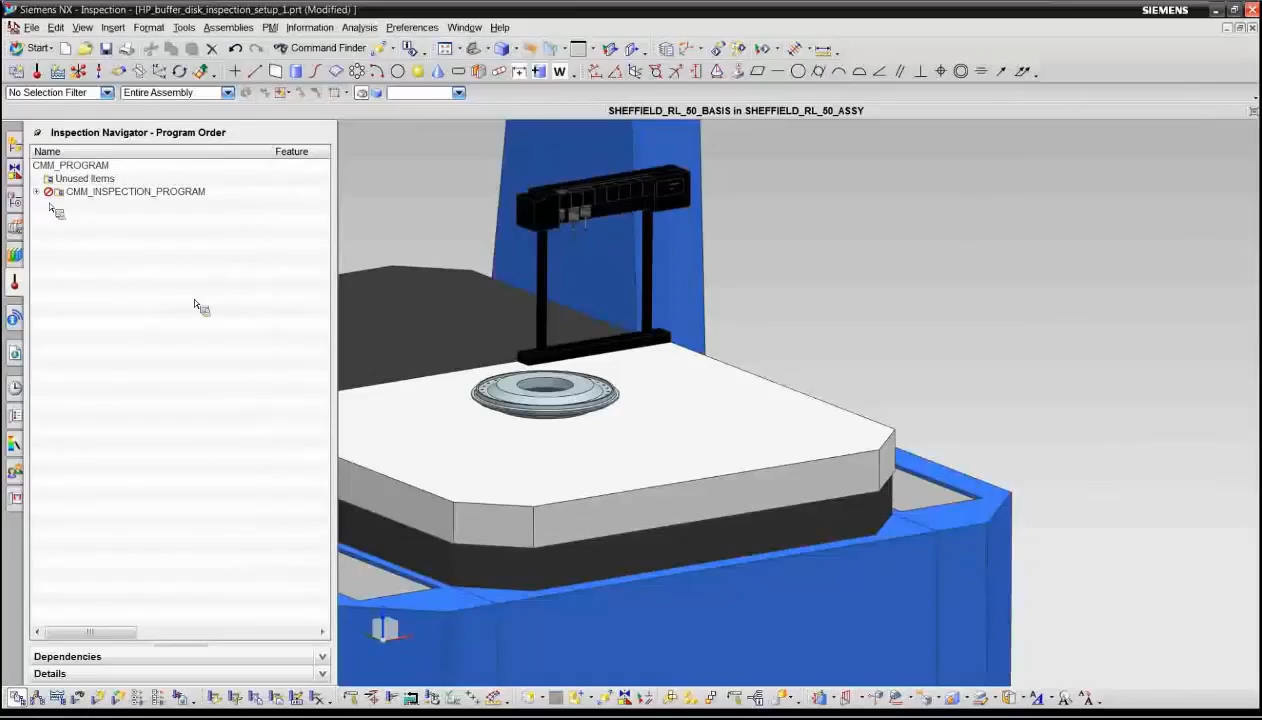 Siemens NX - Inspection - [HP_buffer_disk_inspection_setup_1.prt (Modified) ]
SIEMENS
File Edit View Insert Format Tools Assemblies PMI Information Analysis Preferences Window Help
Start Command Finder
W
No Selection Filter Entire Assembly
SHEFFIELD_RL_50_BASIS in SHEFFIELD_RL_50_ASSY
Inspection Navigator - Program Order
Name Feature
CMM_PROGRAM
Unused Items
CMM_INSPECTION_PROGRAM
Dependencies
Details